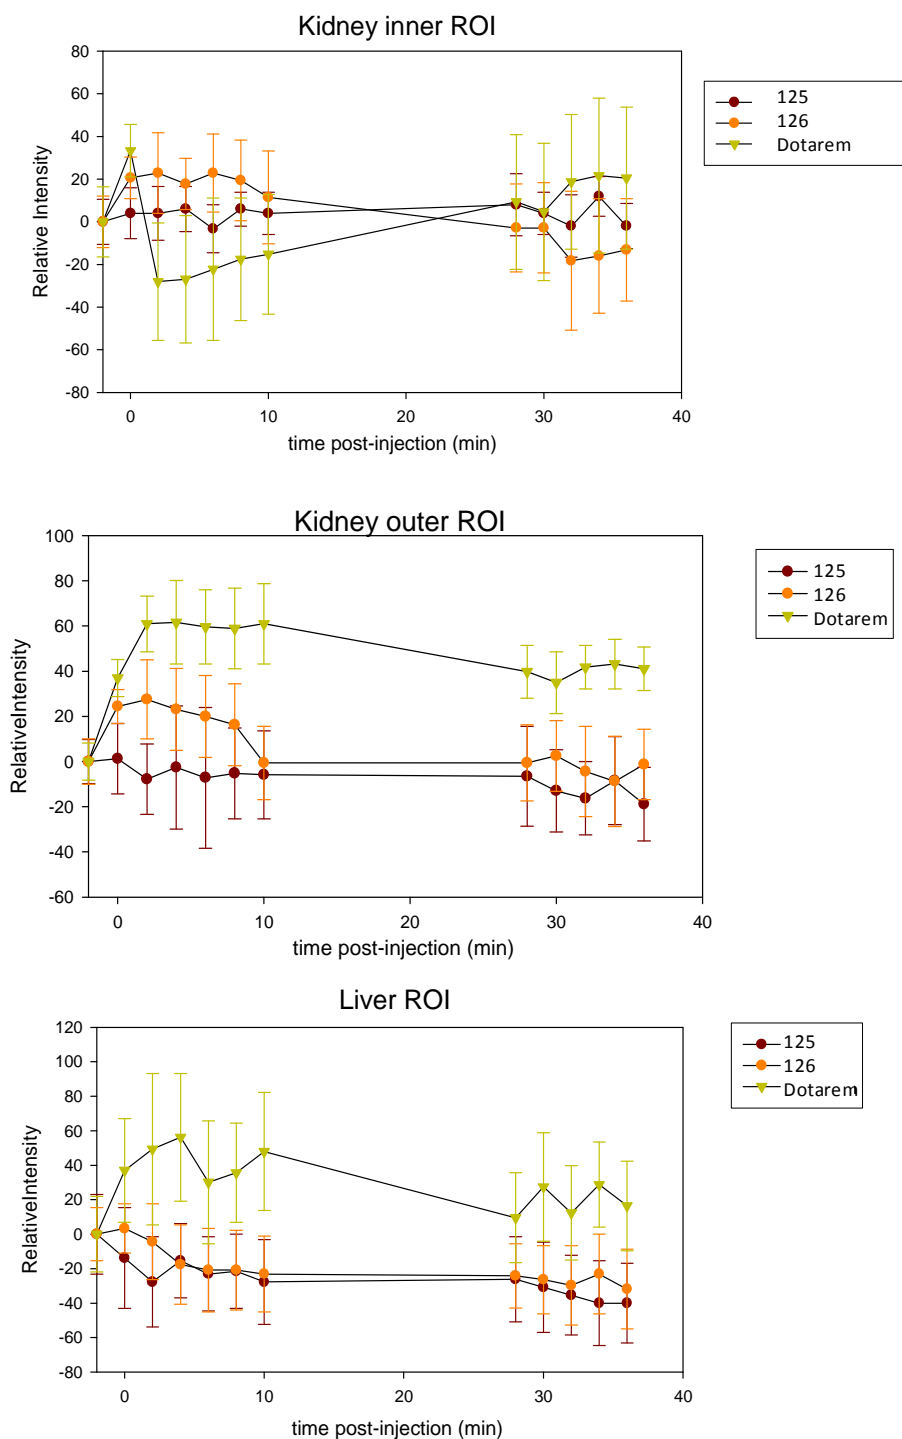 Kidney inner ROI
80
60
40
20
0
-20
-40
-60
-80
Relative Intensity
0 10 20 30 40
time post-injection (min)
125
126
Dotarem
Kidney outer ROI
100
80
60
40
20
0
-20
-40
-60
RelativeIntensity
0 10 20 30 40
time post-injection (min)
125
126
Dotarem
Liver ROI
120
100
80
60
40
20
0
-20
-40
-60
-80
RelativeIntensity
0 10 20 30 40
time post-injection (min)
125
126
Dotarem